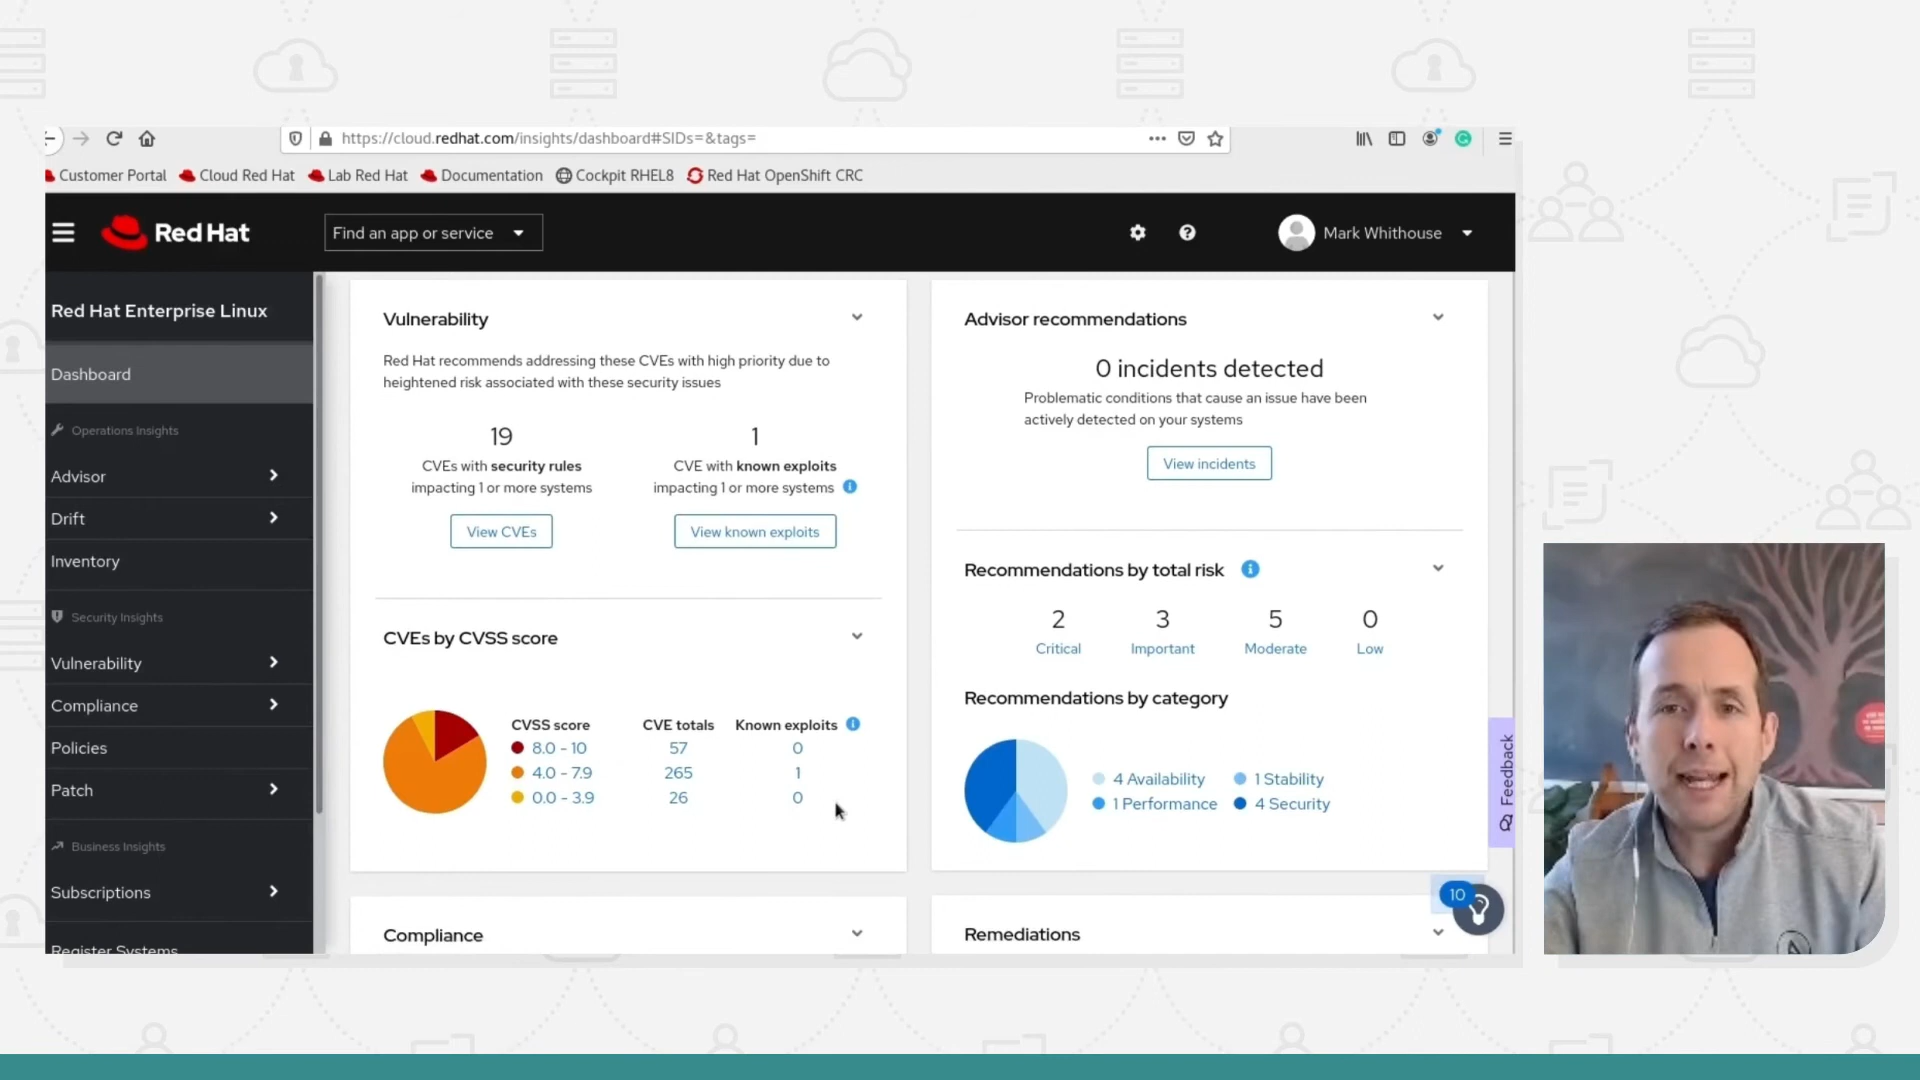 https://cloud.redhat.com/insights/dashboard#SIDs=&tags=
Customer Portal Cloud Red Hat Lab Red Hat Documentation Cockpit RHEL8 Red Hat OpenShift CRC
Red Hat
Find an app or service
Mark Whithouse
Red Hat Enterprise Linux
Dashboard
Operations Insights
Advisor
Drift
Inventory
Security Insights
Vulnerability
Compliance
Policies
Patch
Business Insights
Subscriptions
Register Systems
Vulnerability
Red Hat recommends addressing these CVEs with high priority due to
heightened risk associated with these security issues
19
CVEs with security rules
impacting 1 or more systems
View CVEs
1
CVE with known exploits
impacting 1 or more systems
View known exploits
CVEs by CVSS score
CVSS score CVE totals Known exploits
8.0 - 10 57 0
4.0 - 7.9 265 1
0.0 - 3.9 26 0
Compliance
Advisor recommendations
0 incidents detected
Problematic conditions that cause an issue have been
actively detected on your systems
View incidents
Recommendations by total risk
2 3 5 0
Critical Important Moderate Low
Recommendations by category
4 Availability 1 Stability
1 Performance 4 Security
Remediations
Feedback
10